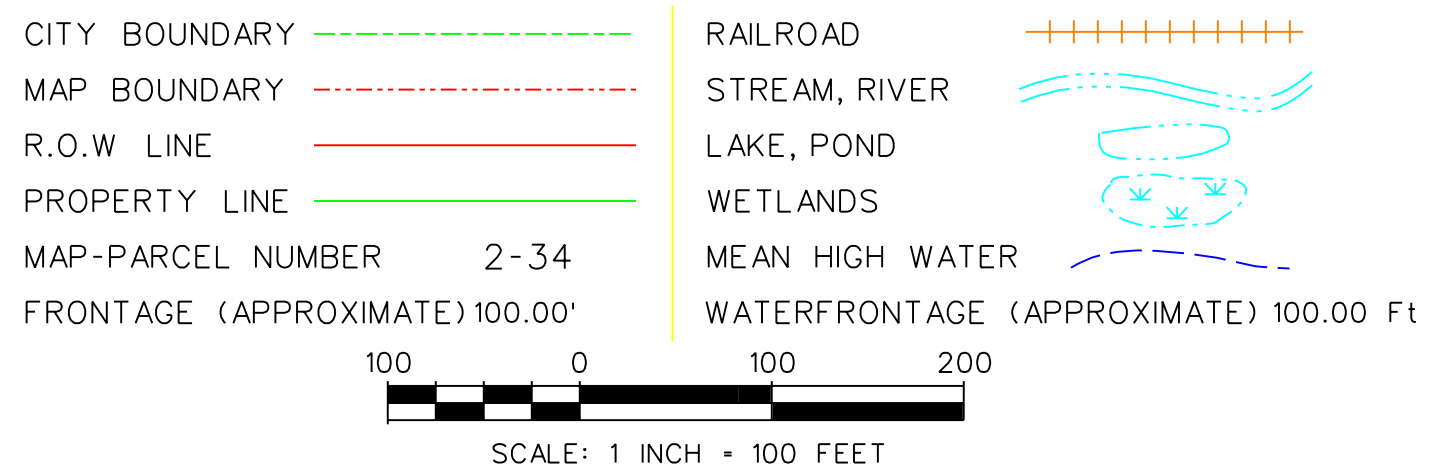 CITY BOUNDARY
MAP BOUNDARY
R.O.W LINE
PROPERTY LINE
MAP-PARCEL NUMBER 2-34
FRONTAGE (APPROXIMATE) 100.00'
RAILROAD
STREAM, RIVER
LAKE, POND
WETLANDS
MEAN HIGH WATER
WATERFRONTAGE (APPROXIMATE) 100.00 Ft
100 0 100 200
SCALE: 1 INCH = 100 FEET